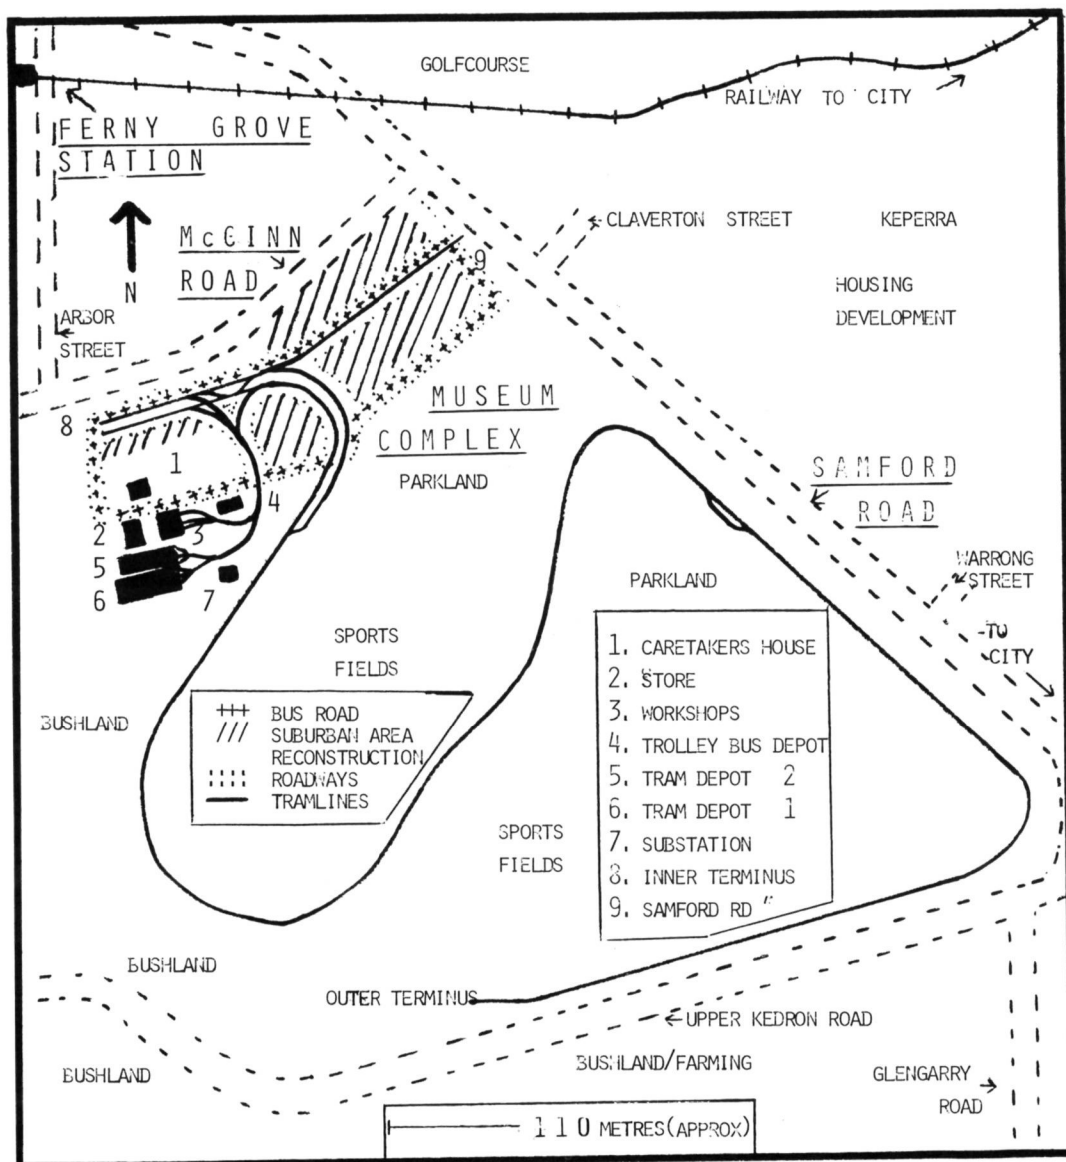 GOLFCOURSE
RAILWAY TO CITY
FERNY GROVE
STATION
McGINN
ROAD
N
ARBOR
STREET
CLAVERTON STREET
KEPERRA
HOUSING
DEVELOPMENT
9
8
MUSEUM
COMPLEX
PARKLAND
1
2
3
4
5
6
7
SAMFORD
ROAD
WARRONG
STREET
TO
CITY
PARKLAND
SPORTS
FIELDS
BUSHLAND
BUS ROAD
SUBURBAN AREA
RECONSTRUCTION
ROADWAYS
TRAMLINES
1. CARETAKERS HOUSE
2. STORE
3. WORKSHOPS
4. TROLLEY BUS DEPOT
5. TRAM DEPOT 2
6. TRAM DEPOT 1
7. SUBSTATION
8. INNER TERMINUS
9. SAMFORD RD "
SPORTS
FIELDS
BUSHLAND
OUTER TERMINUS
UPPER KEDRON ROAD
BUSHLAND
BUSHLAND/FARMING
GLENGARRY
ROAD
110 METRES(APPROX)